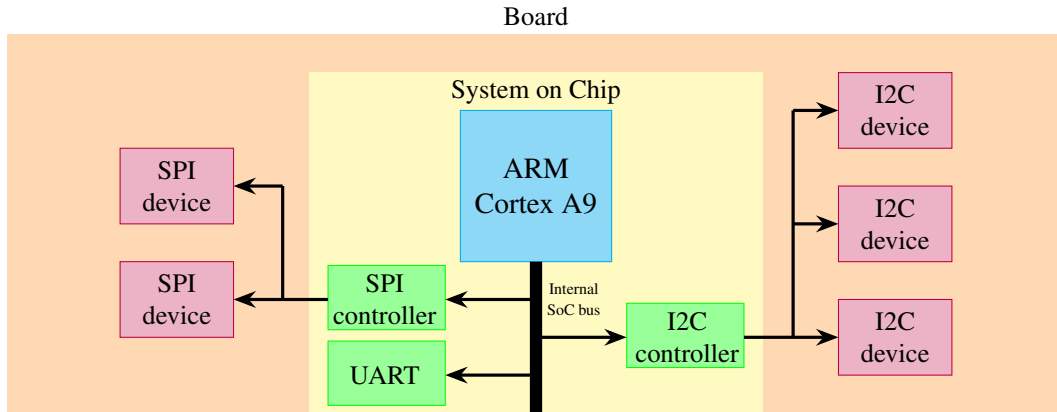 Board
System on Chip
ARM
Cortex A9
SPI
device
SPI
device
SPI
controller
UART
Internal
SoC bus
I2C
controller
I2C
device
I2C
device
I2C
device